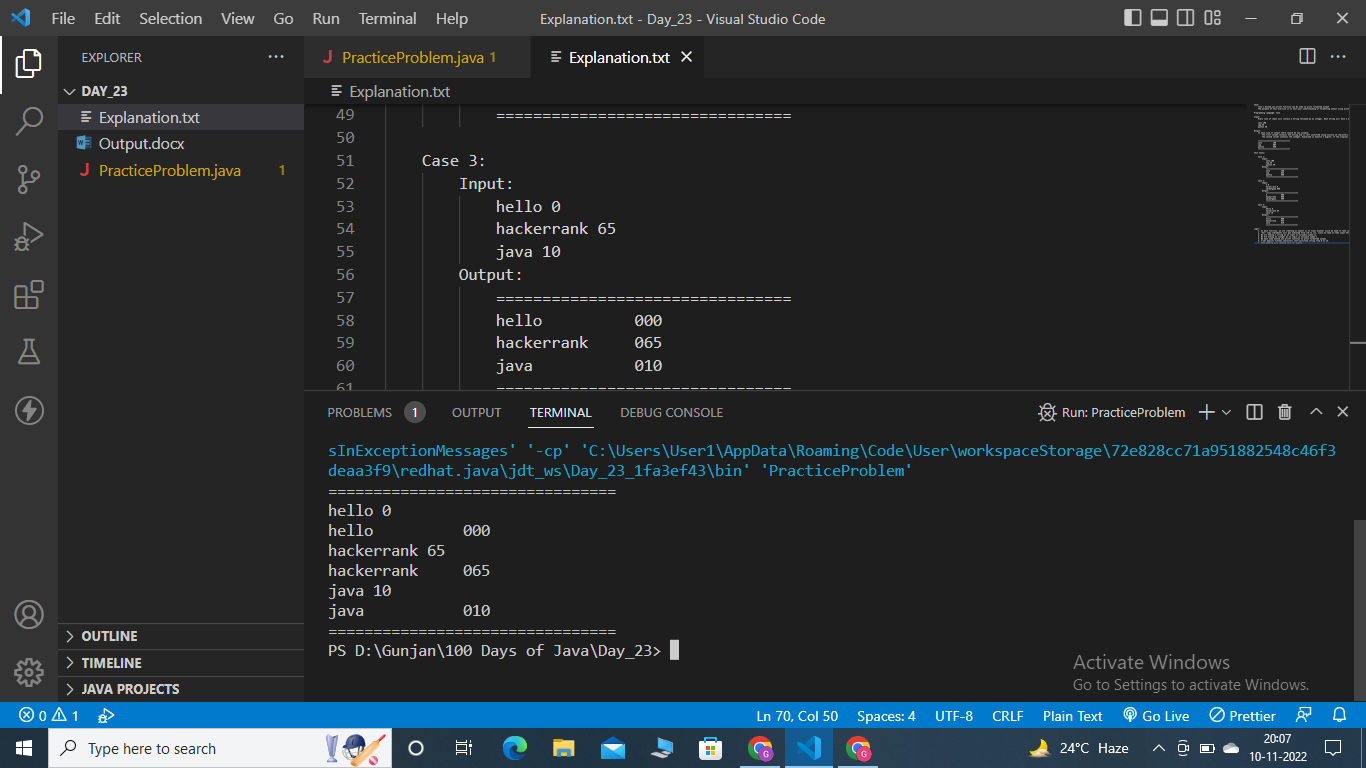 File Edit Selection View Go Run Terminal Help Explanation.txt - Day_23 - Visual Studio Code
EXPLORER
DAY_23
Explanation.txt
Output.docx
PracticeProblem.java 1
OUTLINE
TIMELINE
JAVA PROJECTS
PracticeProblem.java 1 Explanation.txt
Explanation.txt
49 ================================
50
51 Case 3:
52 Input:
53 hello 0
54 hackerrank 65
55 java 10
56 Output:
57 ================================
58 hello 000
59 hackerrank 065
60 java 010
61 ================================
PROBLEMS 1 OUTPUT TERMINAL DEBUG CONSOLE Run: PracticeProblem
sInExceptionMessages' '-cp' 'C:\Users\User1\AppData\Roaming\Code\User\workspaceStorage\72e828cc71a951882548c46f3
deaa3f9\redhat.java\jdt_ws\Day_23_1fa3ef43\bin' 'PracticeProblem'
================================
hello 0
hello 000
hackerrank 65
hackerrank 065
java 10
java 010
================================
PS D:\Gunjan\100 Days of Java\Day_23>
Activate Windows
Go to Settings to activate Windows.
0 1 Ln 70, Col 50 Spaces: 4 UTF-8 CRLF Plain Text Go Live Prettier
Type here to search G G 24°C Haze 20:07
10-11-2022